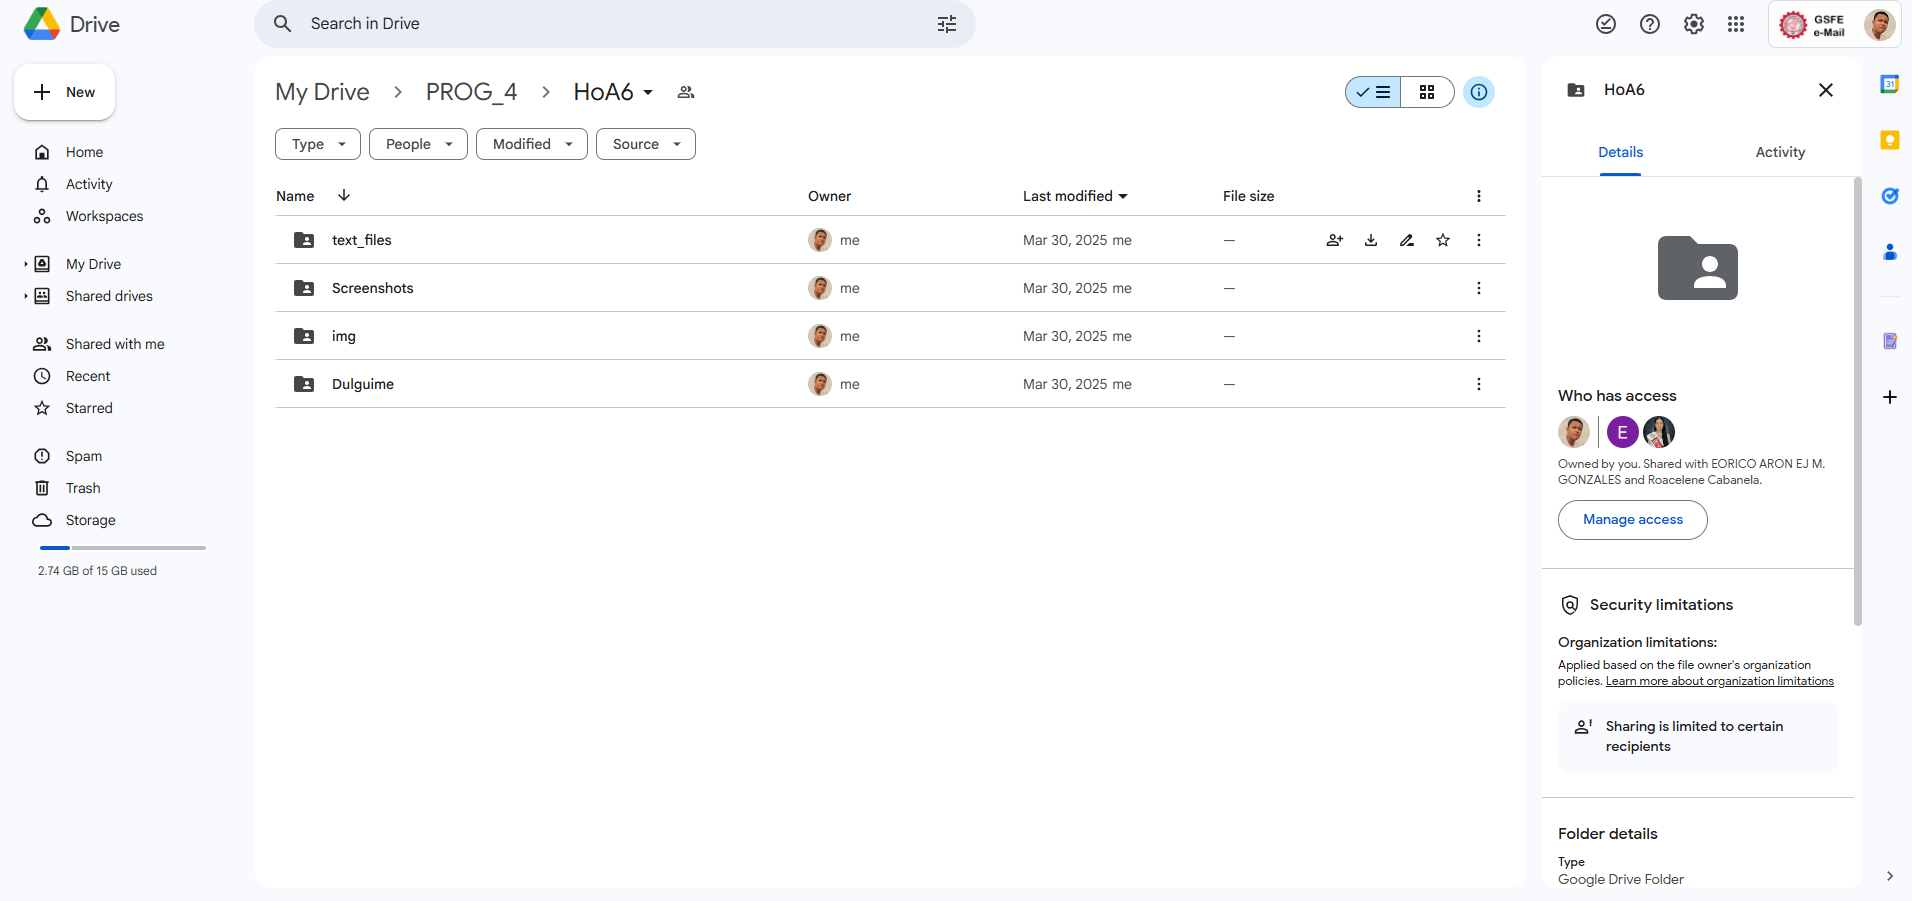 Drive
Search in Drive
GSFE
e-Mail
New
Home
Activity
Workspaces
My Drive
Shared drives
Shared with me
Recent
Starred
Spam
Trash
Storage
2.74 GB of 15 GB used
My Drive PROG_4 HoA6
Type People Modified Source
Name Owner Last modified File size
text_files me Mar 30, 2025 me —
Screenshots me Mar 30, 2025 me —
img me Mar 30, 2025 me —
Dulguime me Mar 30, 2025 me —
HoA6
Details Activity
Who has access
E
Owned by you. Shared with EORICO ARON EJ M.
GONZALES and Roacelene Cabanela.
Manage access
Security limitations
Organization limitations:
Applied based on the file owner's organization
policies. Learn more about organization limitations
Sharing is limited to certain
recipients
Folder details
Type
Google Drive Folder
31